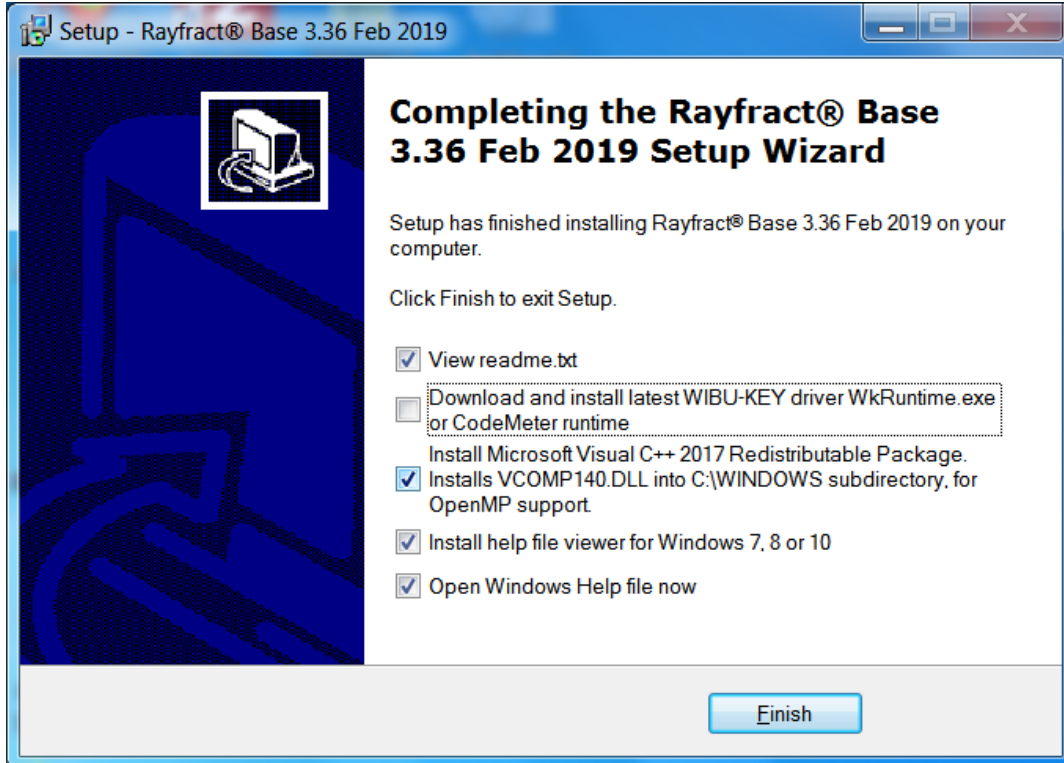 Setup - Rayfract® Base 3.36 Feb 2019
Completing the Rayfract® Base
3.36 Feb 2019 Setup Wizard
Setup has finished installing Rayfract® Base 3.36 Feb 2019 on your
computer.
Click Finish to exit Setup.
View readme.txt
Download and install latest WIBU-KEY driver WkRuntime.exe
or CodeMeter runtime
Install Microsoft Visual C++ 2017 Redistributable Package.
Installs VCOMP140.DLL into C:\WINDOWS subdirectory, for
OpenMP support.
Install help file viewer for Windows 7, 8 or 10
Open Windows Help file now
Finish